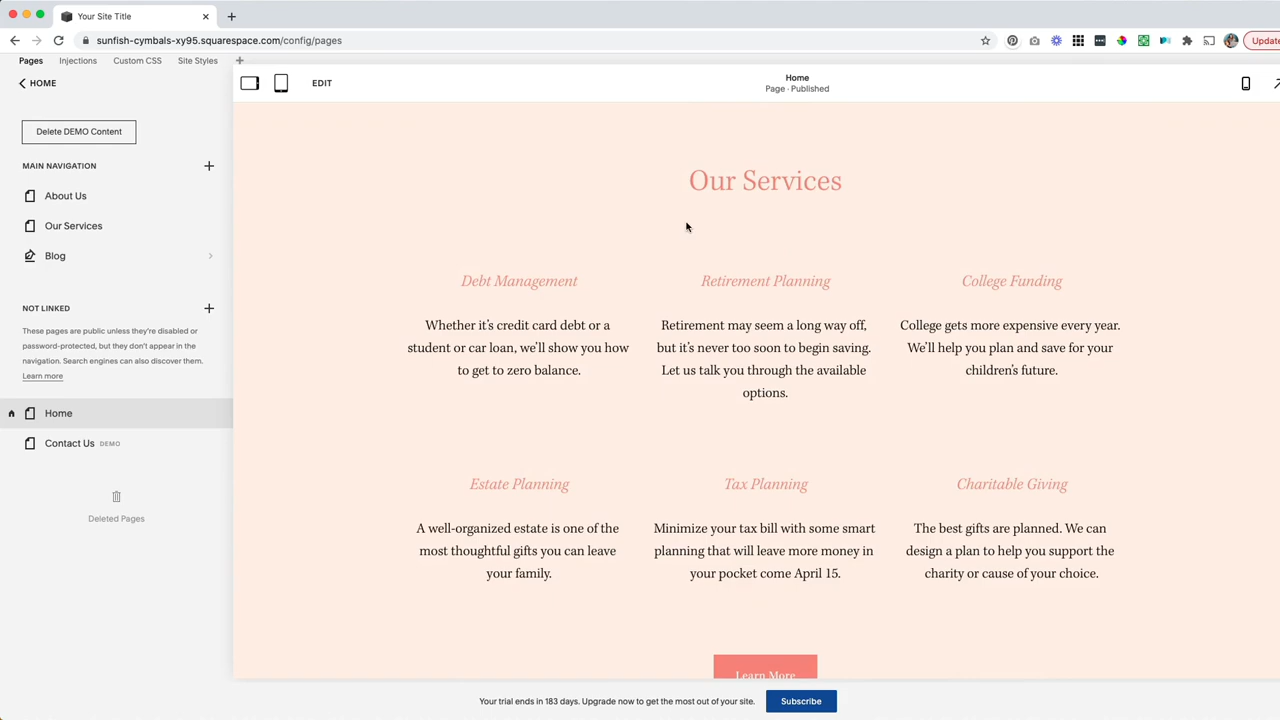 Your Site Title
sunfish-cymbals-xy95.squarespace.com/config/pages
Update
Pages
Injections
Custom CSS
Site Styles
HOME
EDIT
Home
Page · Published
Delete DEMO Content
MAIN NAVIGATION
About Us
Our Services
Blog
NOT LINKED
These pages are public unless they're disabled or
password-protected, but they don't appear in the
navigation. Search engines can also discover them.
Learn more
Home
Contact Us DEMO
Deleted Pages
Our Services
Debt Management
Whether it's credit card debt or a
student or car loan, we'll show you how
to get to zero balance.
Retirement Planning
Retirement may seem a long way off,
but it's never too soon to begin saving.
Let us talk you through the available
options.
College Funding
College gets more expensive every year.
We'll help you plan and save for your
children's future.
Estate Planning
A well-organized estate is one of the
most thoughtful gifts you can leave
your family.
Tax Planning
Minimize your tax bill with some smart
planning that will leave more money in
your pocket come April 15.
Charitable Giving
The best gifts are planned. We can
design a plan to help you support the
charity or cause of your choice.
Learn More
Your trial ends in 183 days. Upgrade now to get the most out of your site.
Subscribe